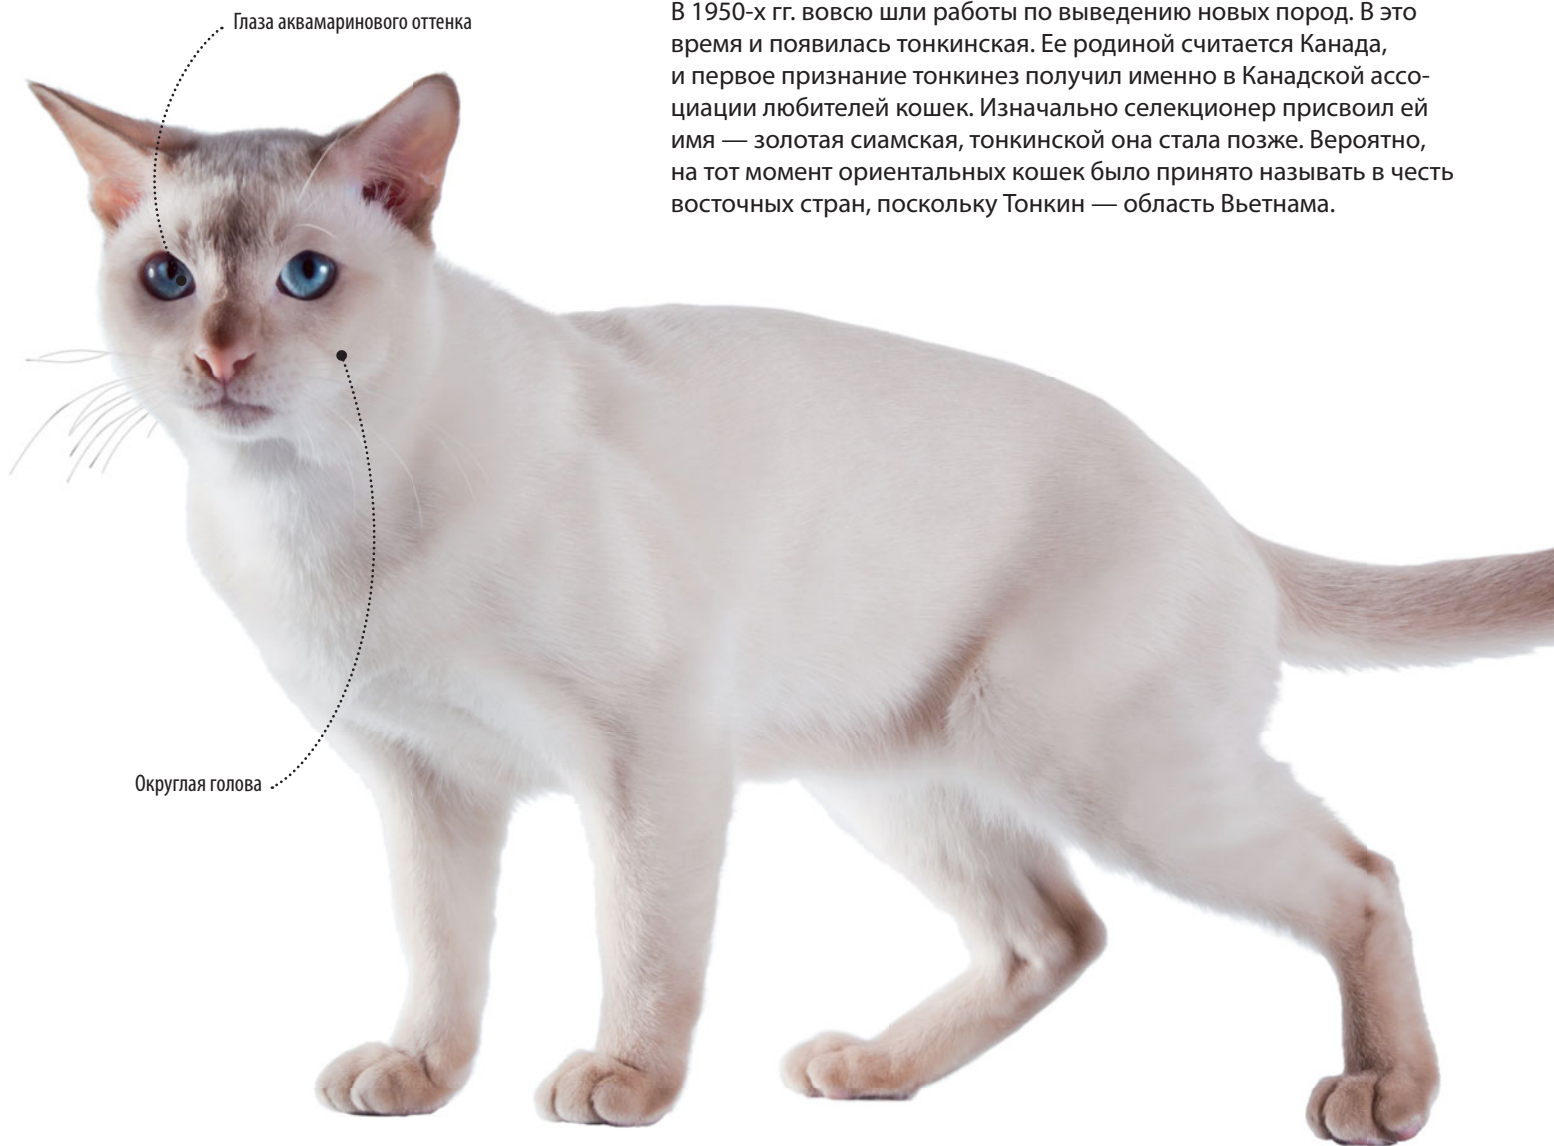 Глаза аквамаринового оттенка
В 1950-х гг. вовсю шли работы по выведению новых пород. В это
время и появилась тонкинская. Ее родиной считается Канада,
и первое признание тонкинез получил именно в Канадской ассо-
циации любителей кошек. Изначально селекционер присвоил ей
имя — золотая сиамская, тонкинской она стала позже. Вероятно,
на тот момент ориентальных кошек было принято называть в честь
восточных стран, поскольку Тонкин — область Вьетнама.
Округлая голова